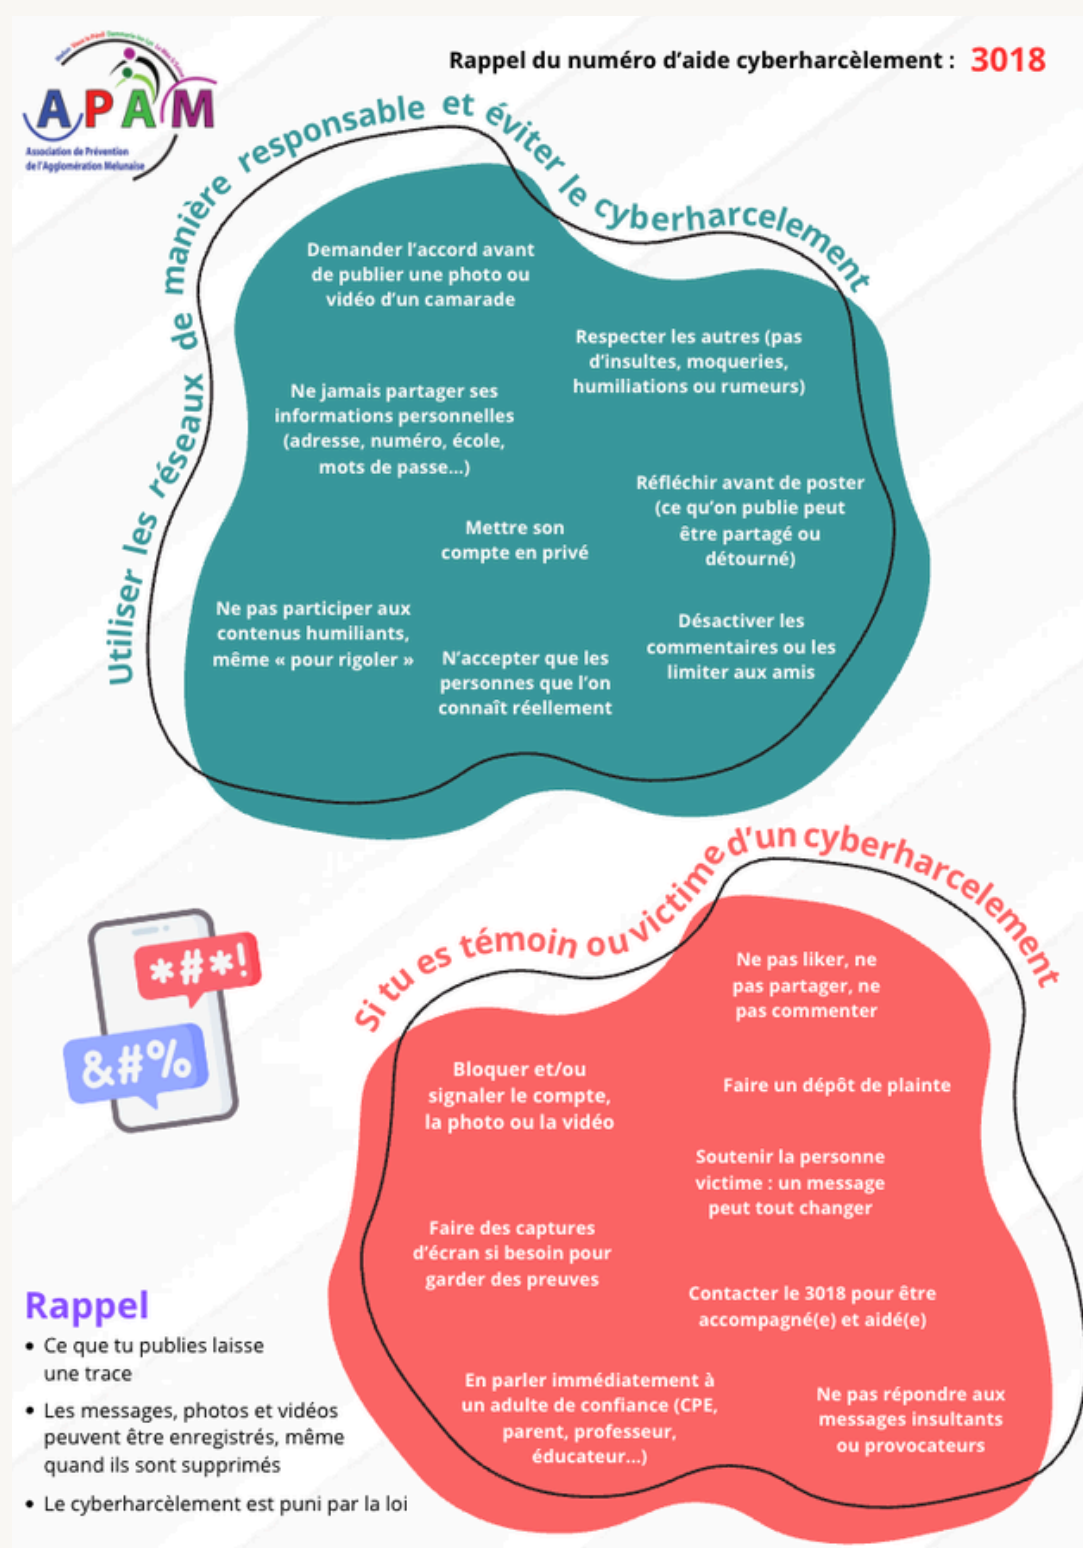 Rappel du numéro d'aide cyberharcèlement : 3018
APAM
Association de Prévention
de l'Agglomération Melunaise
Utiliser les réseaux de manière responsable et éviter le cyberharcelement
Demander l'accord avant
de publier une photo ou
vidéo d'un camarade
Respecter les autres (pas
d'insultes, moqueries,
humiliations ou rumeurs)
Ne jamais partager ses
informations personnelles
(adresse, numéro, école,
mots de passe...)
Réfléchir avant de poster
(ce qu'on publie peut
être partagé ou
détourné)
Mettre son
compte en privé
Ne pas participer aux
contenus humiliants,
même « pour rigoler »
N'accepter que les
personnes que l'on
connaît réellement
Désactiver les
commentaires ou les
limiter aux amis
Si tu es témoin ou victime d'un cyberharcelement
Ne pas liker, ne
pas partager, ne
pas commenter
Bloquer et/ou
signaler le compte,
la photo ou la vidéo
Faire un dépôt de plainte
Soutenir la personne
victime : un message
peut tout changer
Faire des captures
d'écran si besoin pour
garder des preuves
Contacter le 3018 pour être
accompagné(e) et aidé(e)
En parler immédiatement à
un adulte de confiance (CPE,
parent, professeur,
éducateur...)
Ne pas répondre aux
messages insultants
ou provocateurs
*#*!
&#%
Rappel
• Ce que tu publies laisse
une trace
• Les messages, photos et vidéos
peuvent être enregistrés, même
quand ils sont supprimés
• Le cyberharcèlement est puni par la loi